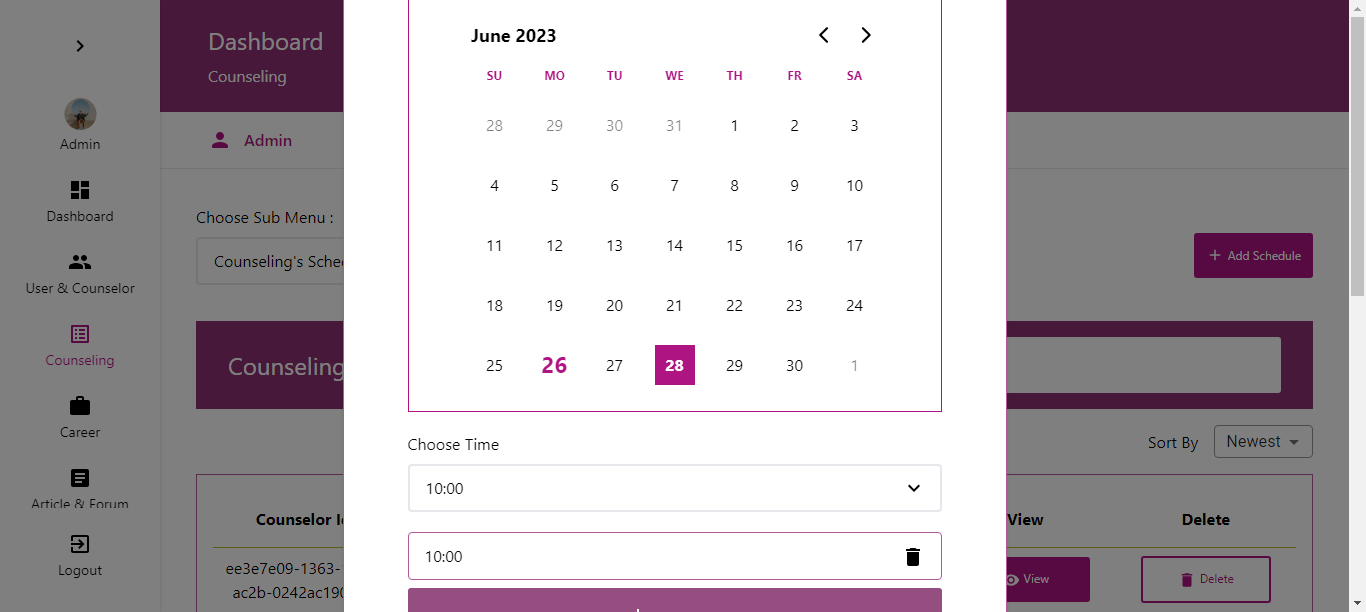 Dashboard
Counseling
Admin
Dashboard
User & Counselor
Counseling
Career
Article & Forum
Logout
Admin
Choose Sub Menu :
Counseling's Sche
Add Schedule
Counseling
Sort By
Newest
Counselor I
View
Delete
ee3e7e09-1363-
ac2b-0242ac190
View
Delete
June 2023
SU MO TU WE TH FR SA
28 29 30 31 1 2 3
4 5 6 7 8 9 10
11 12 13 14 15 16 17
18 19 20 21 22 23 24
25 26 27 28 29 30 1
Choose Time
10:00
10:00